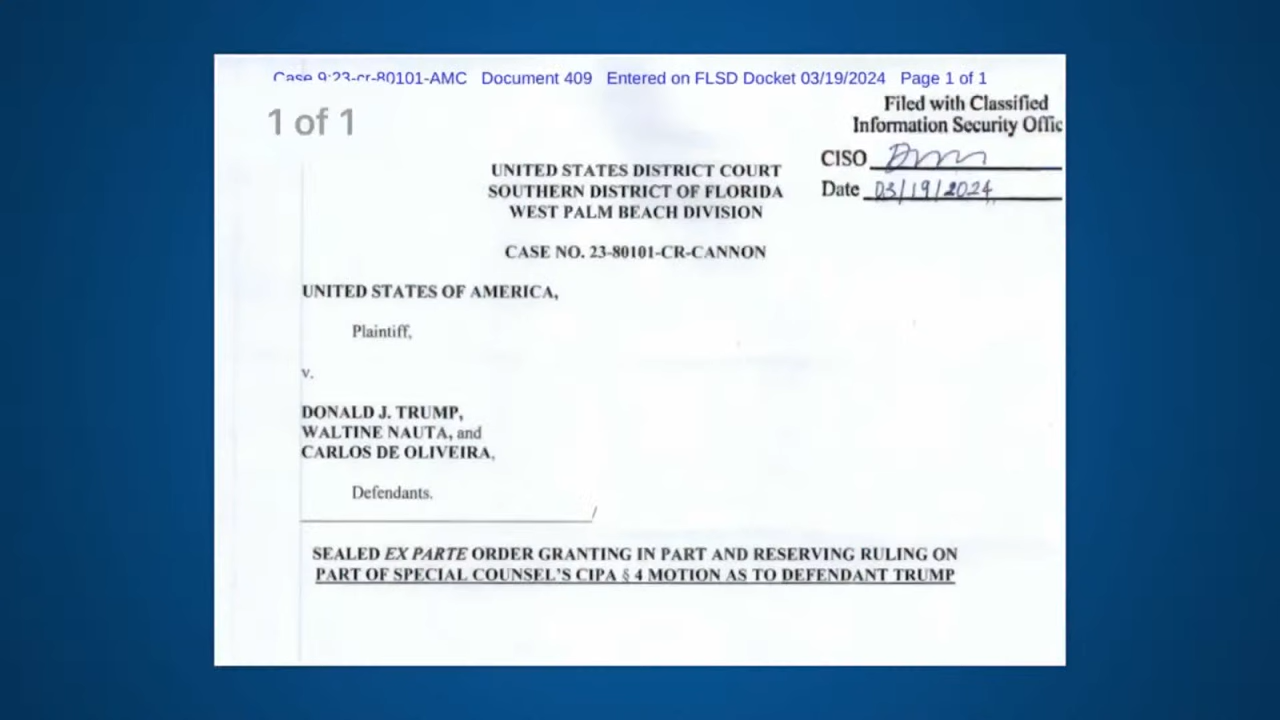 Case 9:23-cr-80101-AMC Document 409 Entered on FLSD Docket 03/19/2024 Page 1 of 1
1 of 1
Filed with Classified
Information Security Offic
CISO
Date 03/19/2024
UNITED STATES DISTRICT COURT
SOUTHERN DISTRICT OF FLORIDA
WEST PALM BEACH DIVISION
CASE NO. 23-80101-CR-CANNON
UNITED STATES OF AMERICA,
Plaintiff,
v.
DONALD J. TRUMP,
WALTINE NAUTA, and
CARLOS DE OLIVEIRA,
Defendants.
/
SEALED EX PARTE ORDER GRANTING IN PART AND RESERVING RULING ON
PART OF SPECIAL COUNSEL'S CIPA § 4 MOTION AS TO DEFENDANT TRUMP